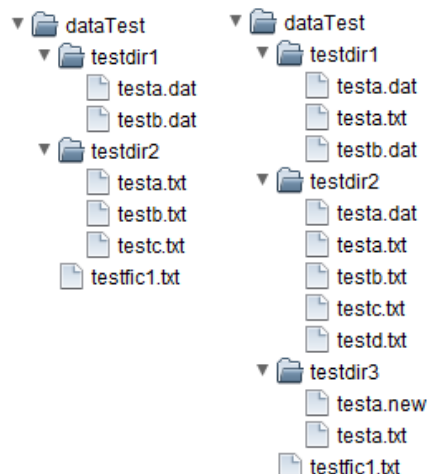 dataTest
testdir1
testa.dat
testb.dat
testdir2
testa.txt
testb.txt
testc.txt
testfic1.txt
dataTest
testdir1
testa.dat
testa.txt
testb.dat
testdir2
testa.dat
testa.txt
testb.txt
testc.txt
testd.txt
testdir3
testa.new
testa.txt
testfic1.txt